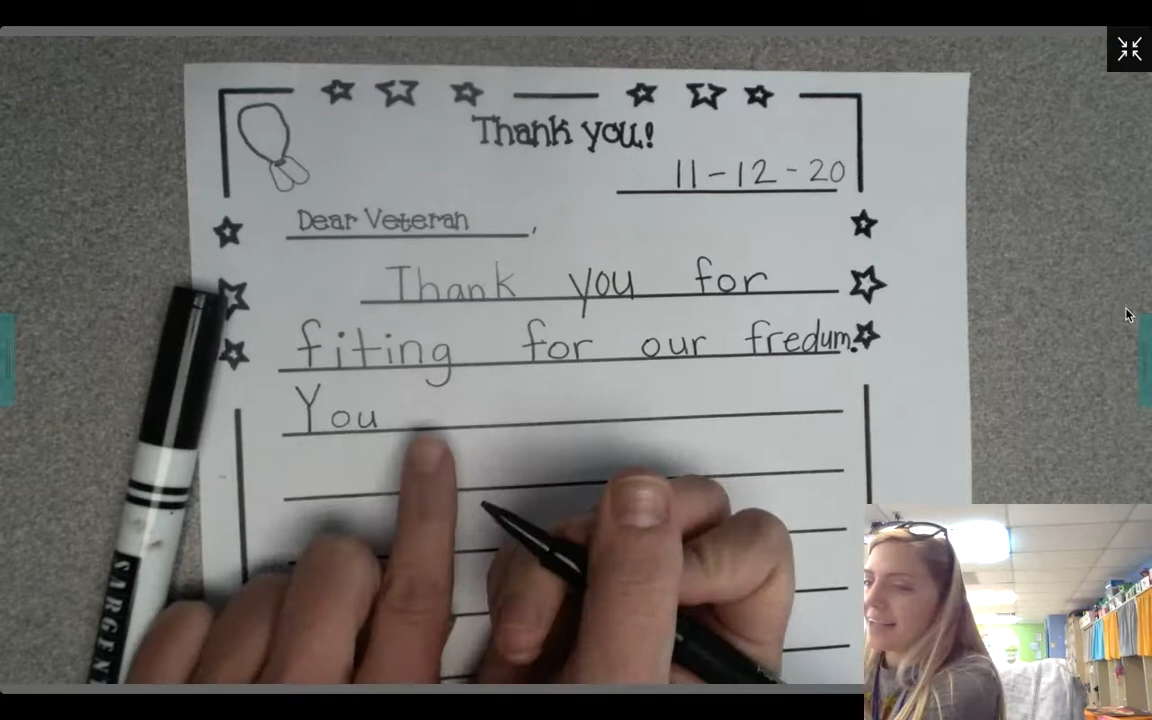 Thank you!
11-12-20
Dear Veteran,
Thank you for
fiting for our fredum.
You
SARGENT